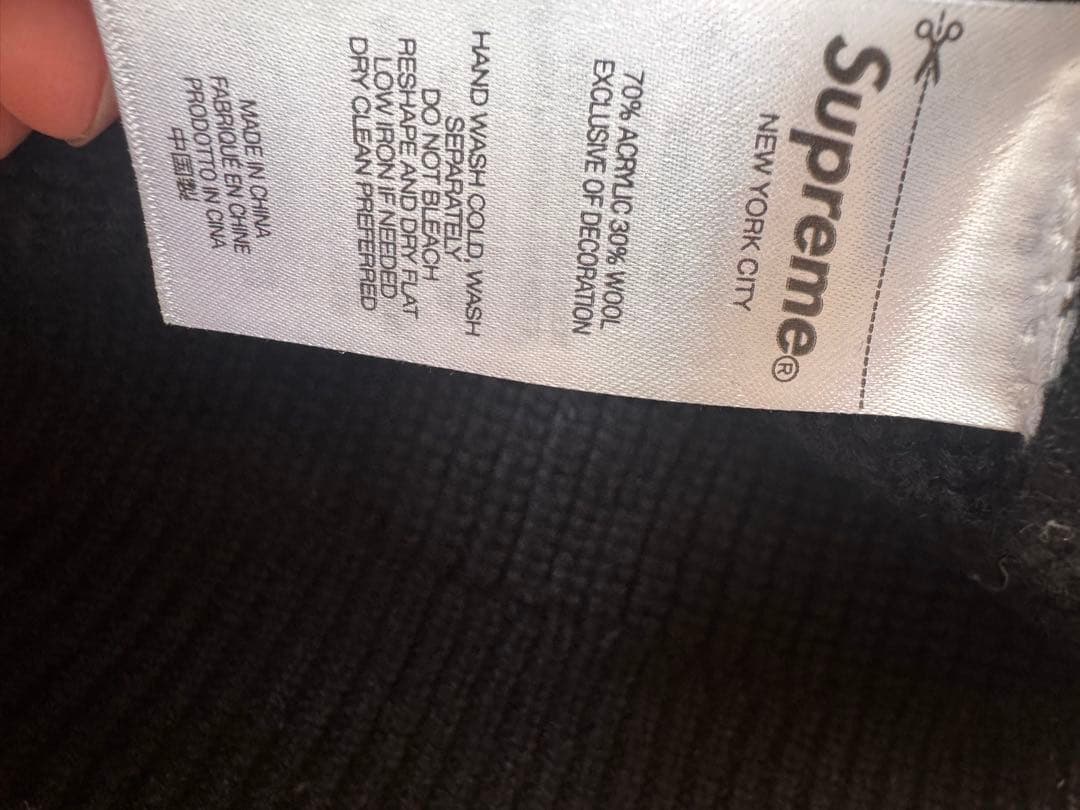 Supreme®
NEW YORK CITY
70% ACRYLIC 30% WOOL
EXCLUSIVE OF DECORATION
HAND WASH COLD, WASH
SEPARATELY
DO NOT BLEACH
RESHAPE AND DRY FLAT
LOW IRON IF NEEDED
DRY CLEAN PREFERRED
MADE IN CHINA
FABRIQUE EN CHINE
PRODOTTO IN CINA
中国製